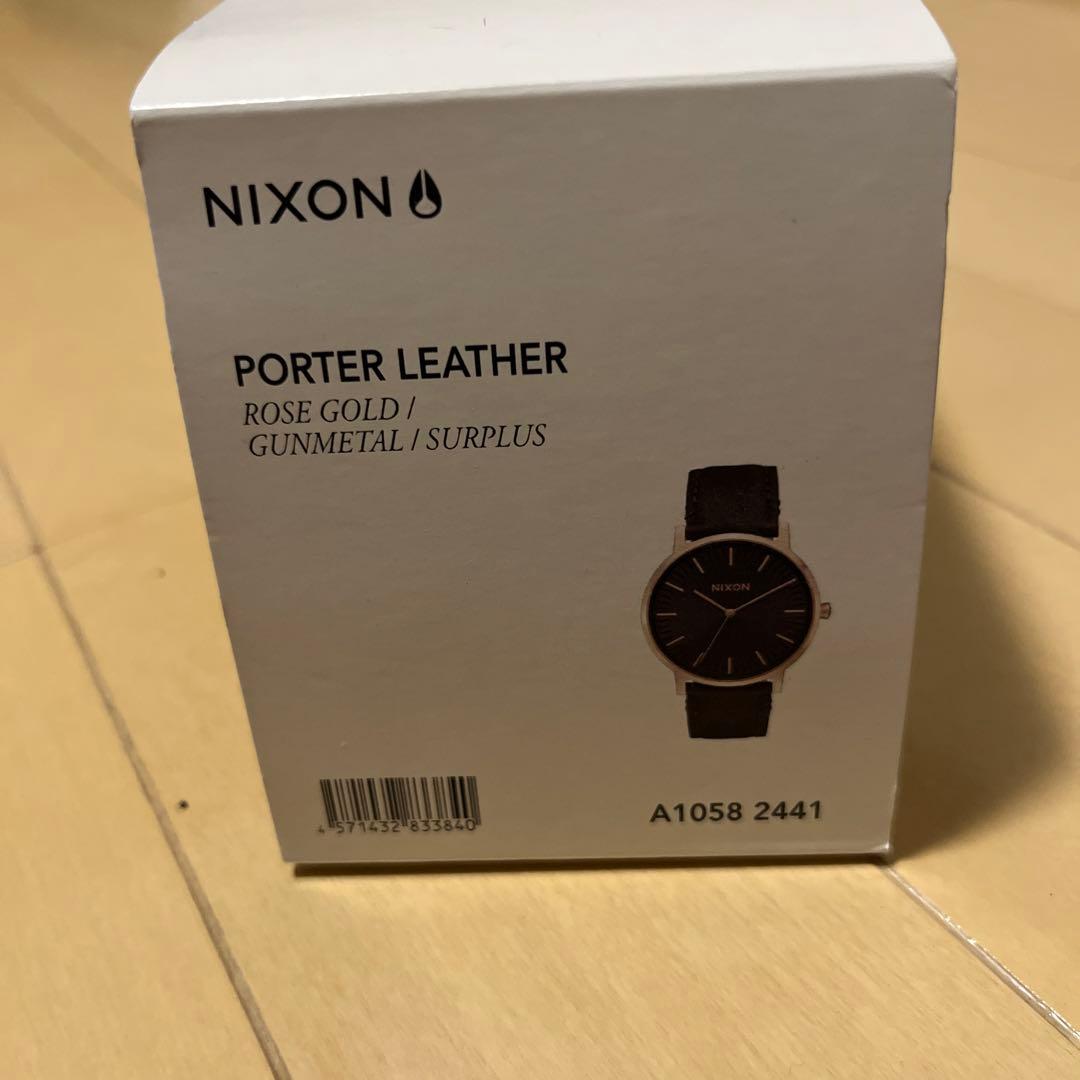 NIXON
PORTER LEATHER
ROSE GOLD /
GUNMETAL / SURPLUS
NIXON
4 571432 833840
A1058 2441